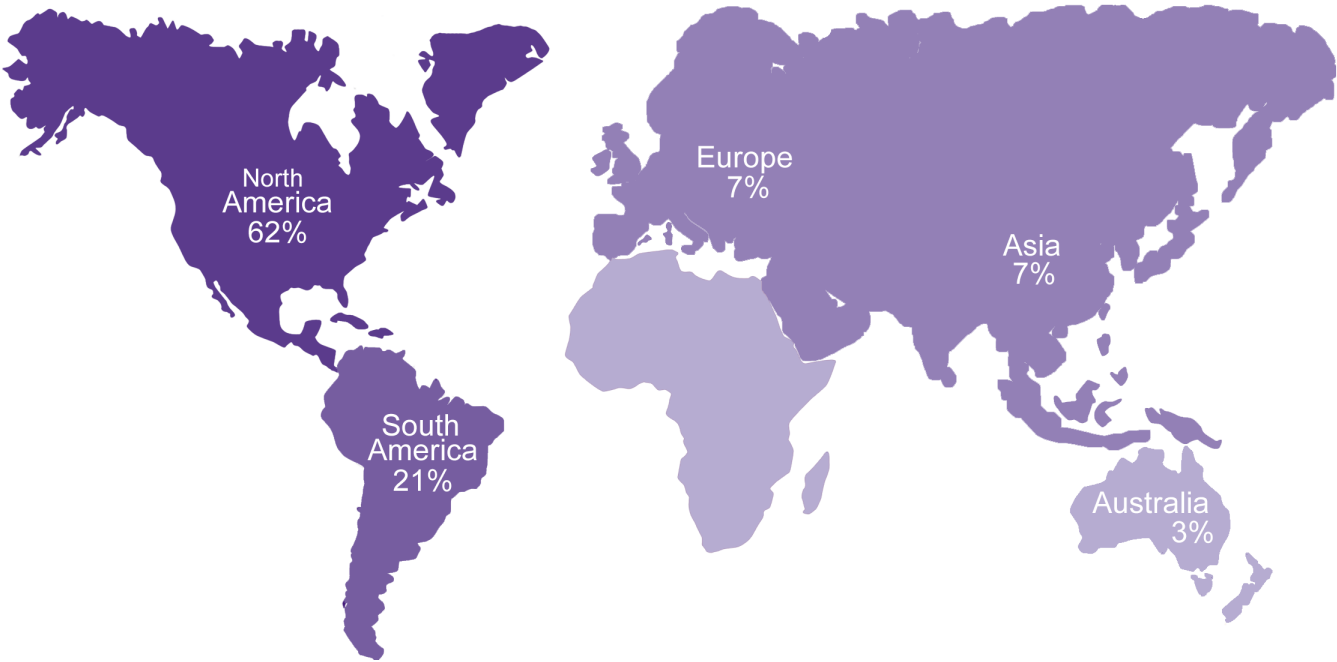 North
America
62%
South
America
21%
Europe
7%
Asia
7%
Australia
3%